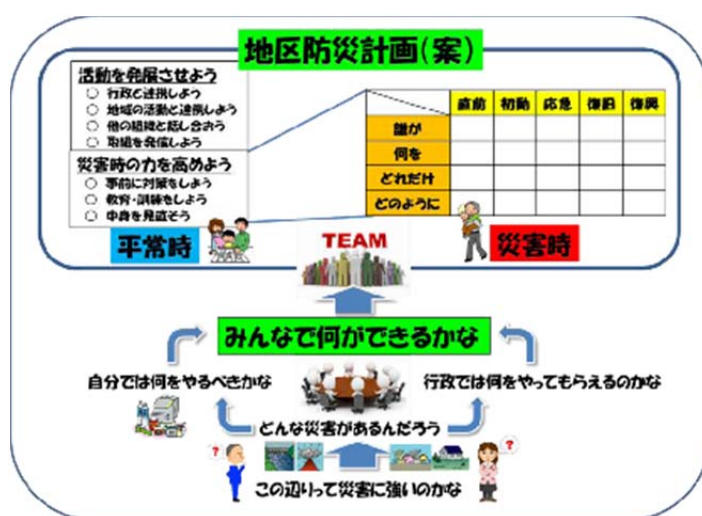 地区防災計画(案)
活動を発展させよう
○ 行政と連携しよう
○ 地域の活動と連携しよう
○ 他の組織と話し合おう
○ 取組を発信しよう
災害時の力を高めよう
○ 事前に対策をしよう
○ 教育・訓練をしよう
○ 中身を見直そう
平常時
直前 初動 応急 復旧 復興
誰が
何を
どれだけ
どのように
災害時
TEAM
みんなで何ができるかな
自分では何をやるべきかな
行政では何をやってもらえるのかな
どんな災害があるんだろう
?
?
この辺りって災害に強いのかな